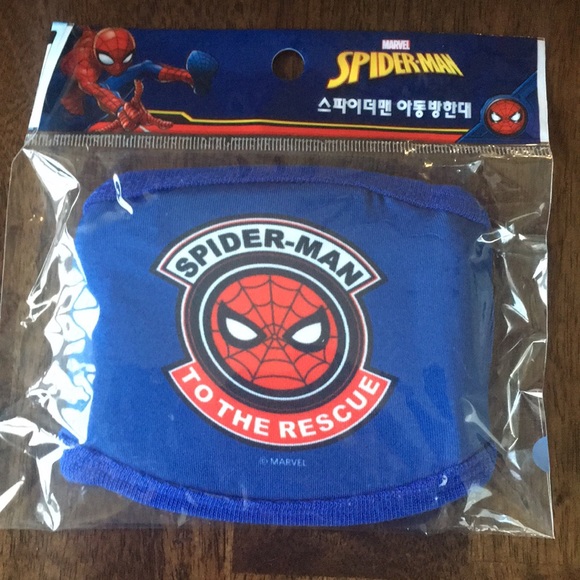 MARVEL
SPIDER-MAN
스파이더맨 아동방한대
SPIDER-MAN
TO THE RESCUE
© MARVEL